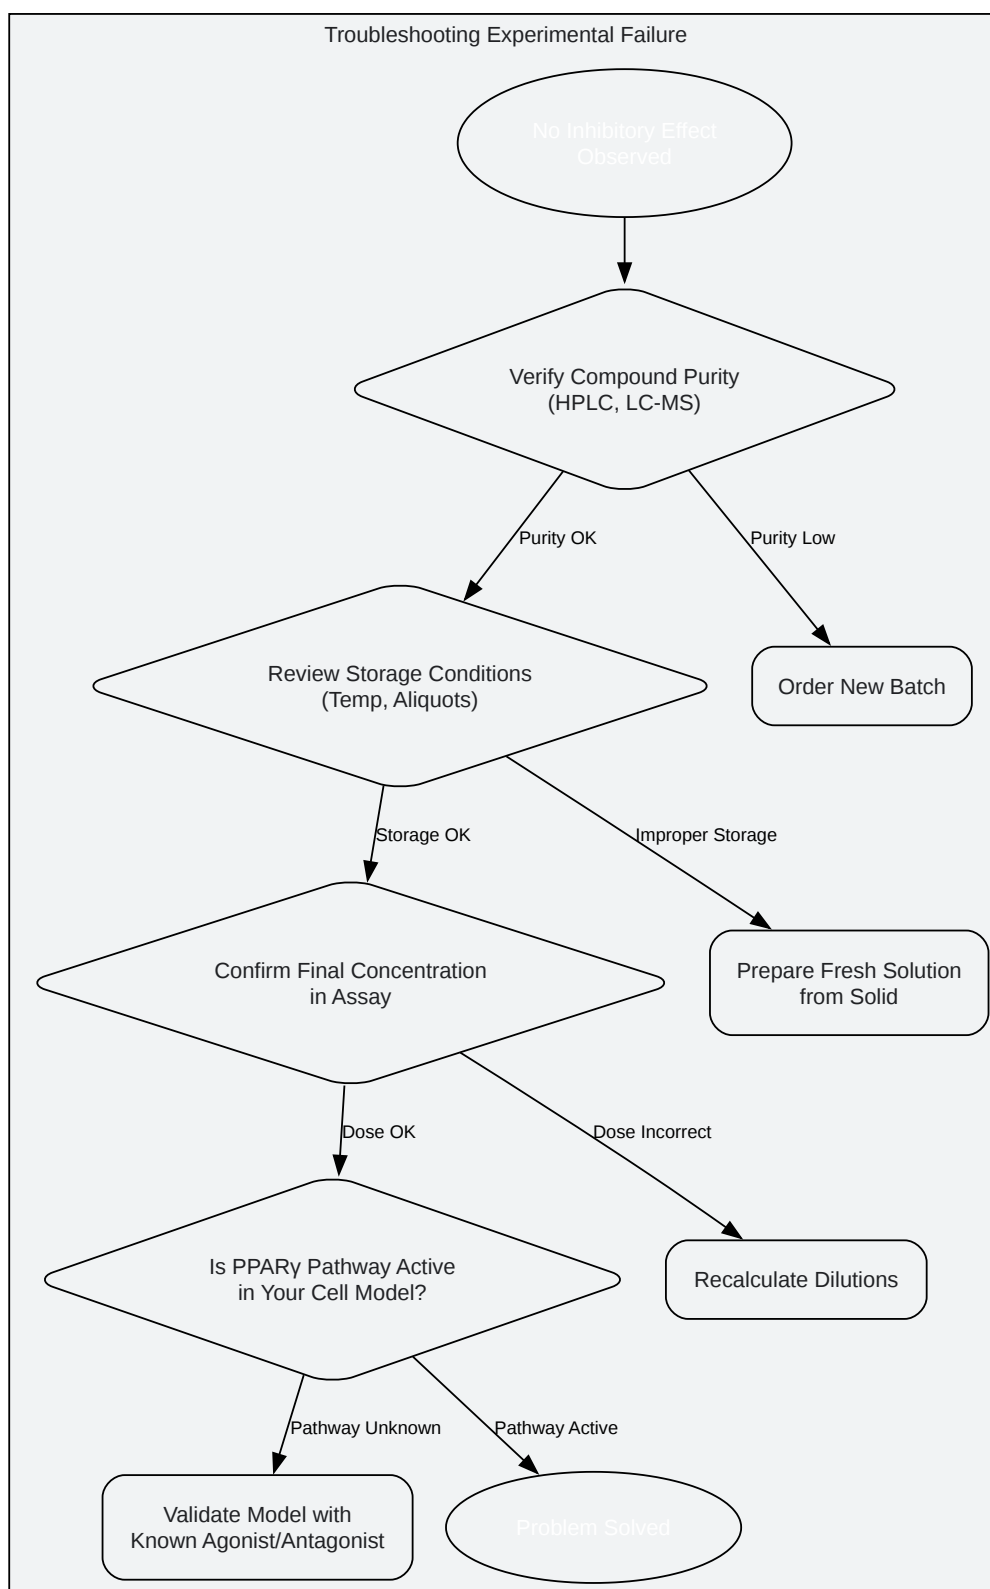 Troubleshooting Experimental Failure
No Inhibitory Effect
Observed
Verify Compound Purity
(HPLC, LC-MS)
Purity OK
Purity Low
Review Storage Conditions
(Temp, Aliquots)
Order New Batch
Storage OK
Improper Storage
Confirm Final Concentration
in Assay
Prepare Fresh Solution
from Solid
Dose OK
Dose Incorrect
Is PPARγ Pathway Active
in Your Cell Model?
Recalculate Dilutions
Pathway Unknown
Pathway Active
Validate Model with
Known Agonist/Antagonist
Problem Solved